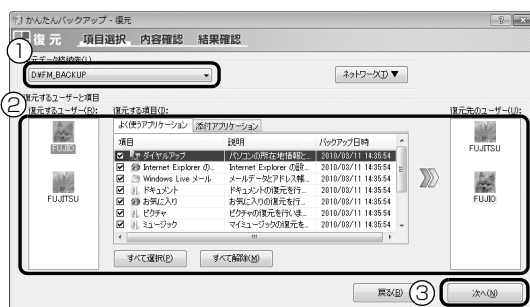 かんたんバックアップ - 復元
復元 項目選択 内容確認 結果確認
①
元データ格納先(L)
D¥FM_BACKUP
ネットワーク(T)▼
②
復元するユーザーと項目
復元するユーザー(R):
復元する項目(I):
復元先のユーザー(U):
よく使うアプリケーション 添付アプリケーション
項目 説明 バックアップ日時
ダイヤルアップ パソコンの所在地情報と... 2010/03/11 14:35:54
Internet Explorer の... Internet Explorer の設... 2010/03/11 14:35:54
Windows Live メール メールデータとアドレス帳... 2010/03/11 14:35:54
ドキュメント ドキュメントの復元を行... 2010/03/11 14:35:54
お気に入り お気に入りの復元を行... 2010/03/11 14:35:54
ピクチャ ピクチャの復元を行いま... 2010/03/11 14:35:54
ミュージック マイミュージックの復元を... 2010/03/11 14:35:54
FUJIO
FUJITSU
FUJITSU
FUJIO
すべて選択(P)
すべて解除(M)
戻る(B)
③
次へ(N)